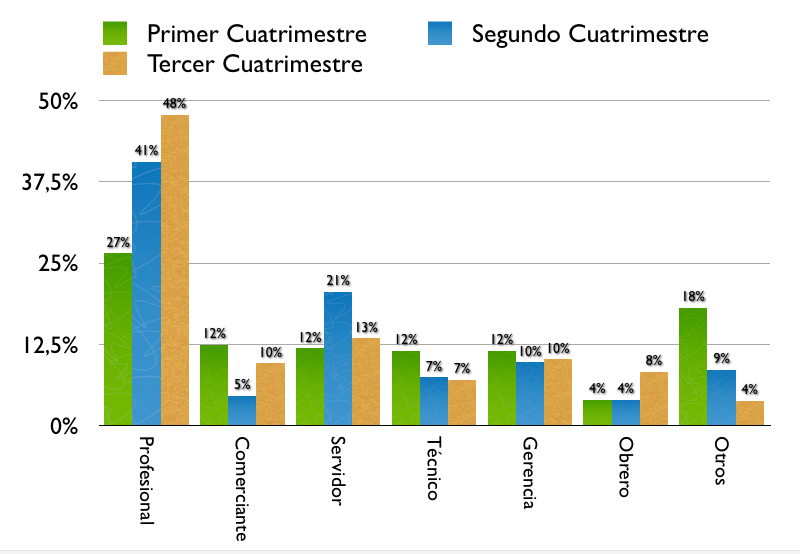 Primer Cuatrimestre
Segundo Cuatrimestre
Tercer Cuatrimestre
50%
37,5%
25%
12,5%
0%
27%
41%
48%
12%
5%
10%
12%
21%
13%
12%
7%
7%
12%
10%
10%
4%
4%
8%
18%
9%
4%
Profesional
Comerciante
Servidor
Técnico
Gerencia
Obrero
Otros